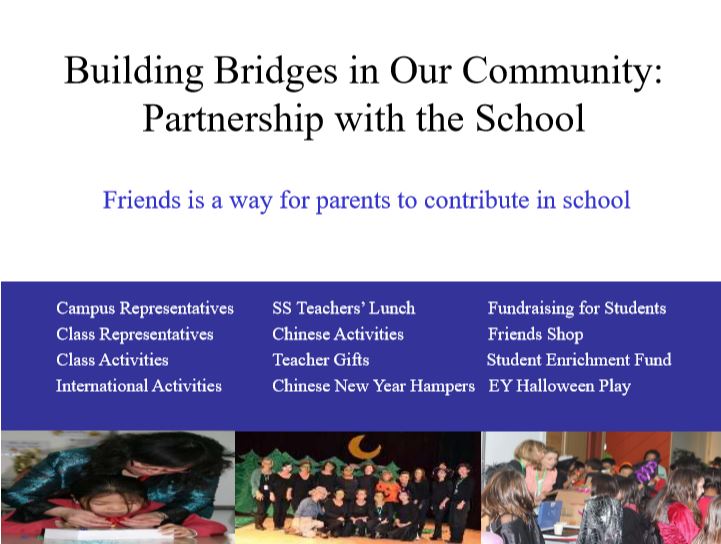 Building Bridges in Our Community:
Partnership with the School
Friends is a way for parents to contribute in school
Campus Representatives
Class Representatives
Class Activities
International Activities
SS Teachers' Lunch
Chinese Activities
Teacher Gifts
Chinese New Year Hampers
Fundraising for Students
Friends Shop
Student Enrichment Fund
EY Halloween Play